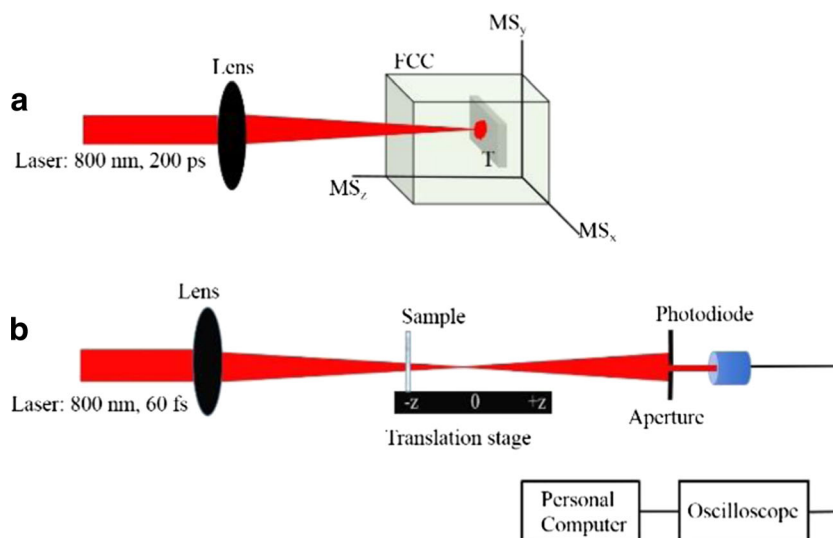 a
Lens
Laser: 800 nm, 200 ps
FCC
MSy
T
MSz
MSx
b
Lens
Laser: 800 nm, 60 fs
Sample
-z 0 +z
Translation stage
Photodiode
Aperture
Personal
Computer
Oscilloscope